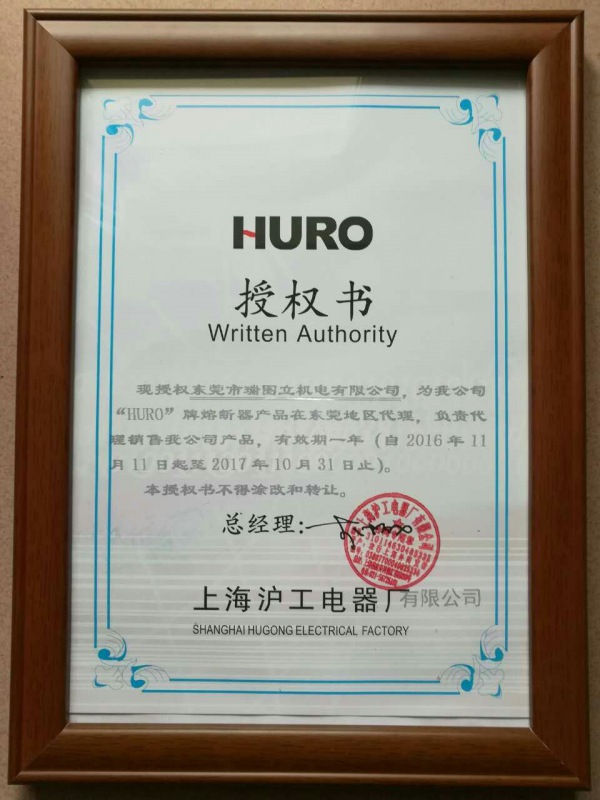 HURO
授权书
Written Authority
现授权东莞市瑞图立机电有限公司，为我公司
“HURO”牌熔断器产品在东莞地区代理，负责代
理销售我公司产品，有效期一年（自2016年11
月11日起至2017年10月31日止）。
本授权书不得涂改和转让。
总经理：
上海沪工电器厂有限公司
SHANGHAI HUGONG ELECTRICAL FACTORY